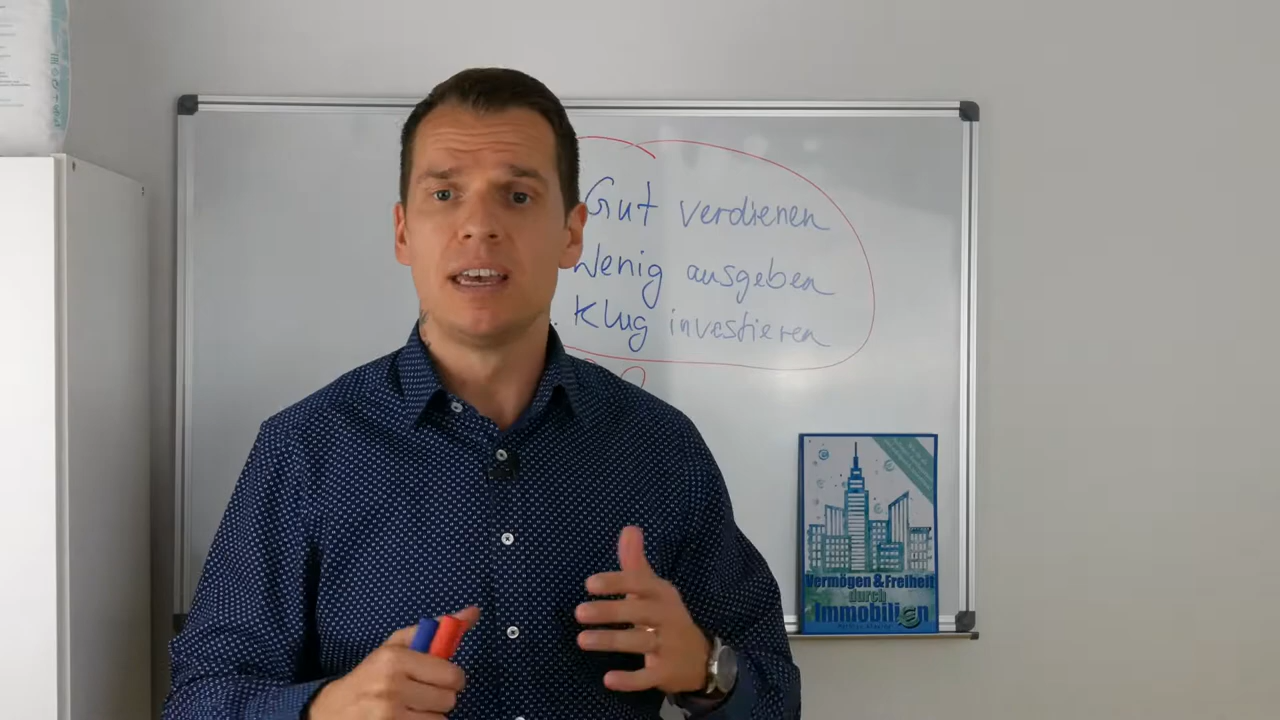 Gut verdienen
Wenig ausgeben
. Klug investieren
Vermögen & Freiheit
durch
Immobilien